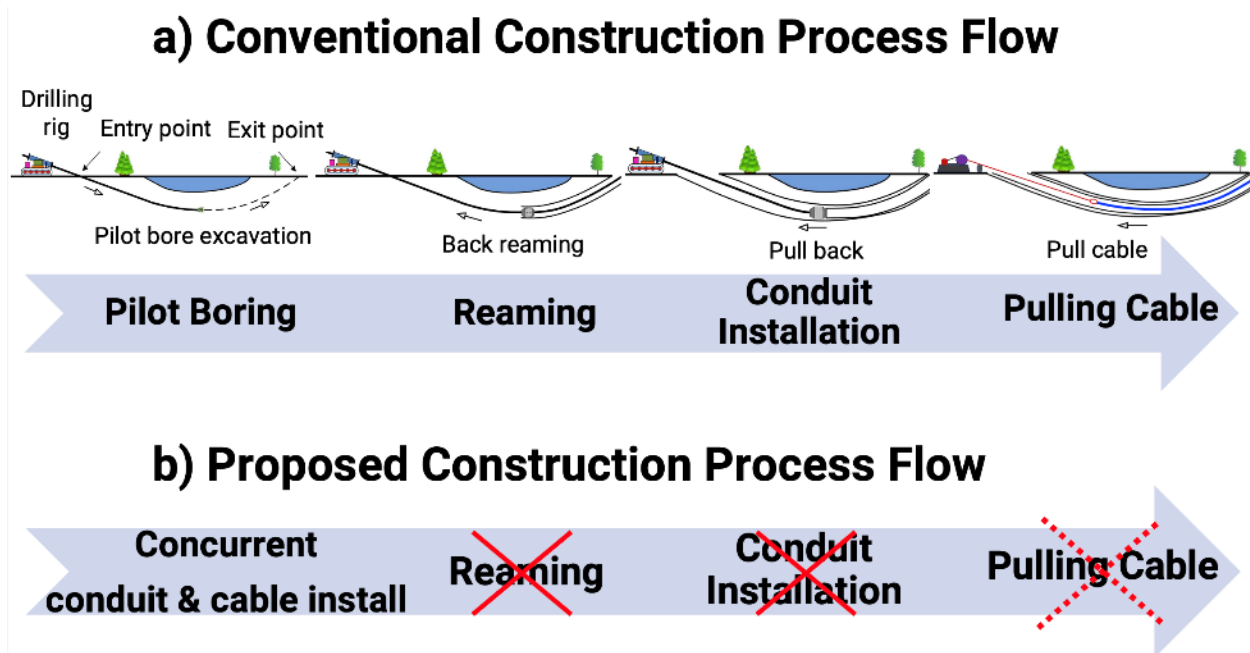 a) Conventional Construction Process Flow
Drilling
rig
Entry point
Exit point
Pilot bore excavation
Back reaming
Pull back
Pull cable
Pilot Boring
Reaming
Conduit
Installation
Pulling Cable
b) Proposed Construction Process Flow
Concurrent
conduit & cable install
Reaming
Conduit
Installation
Pulling Cable